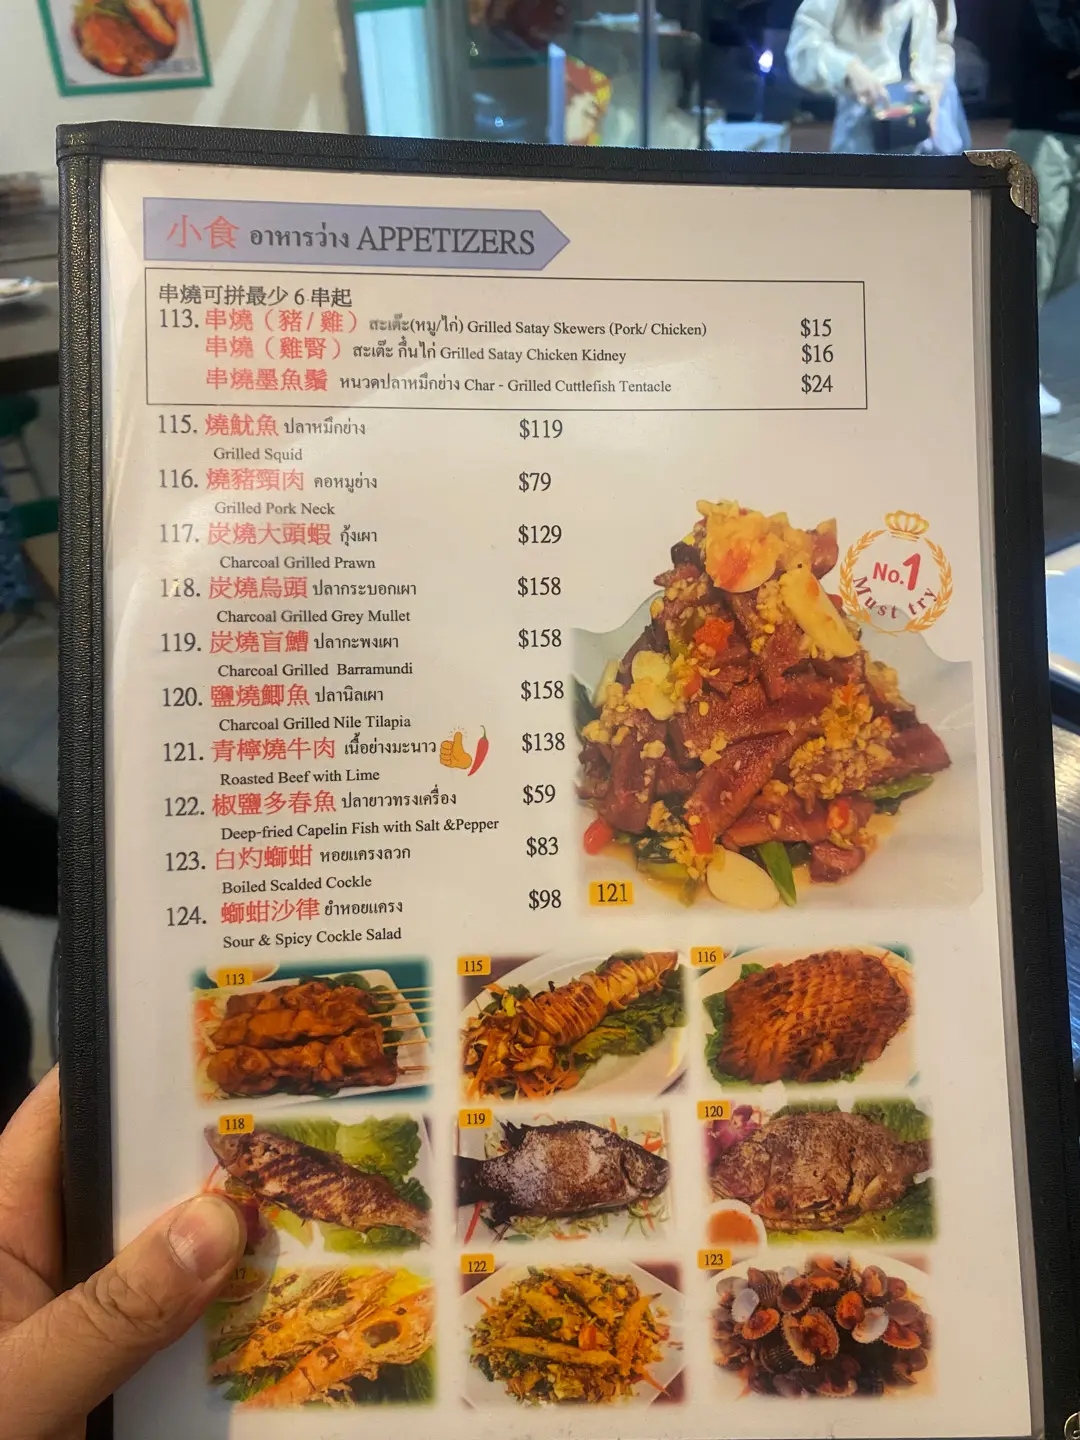 小食 อาหารว่าง APPETIZERS
串燒可拼最少 6 串起
113. 串燒（豬/雞）สะเต๊ะ(หมู/ไก่) Grilled Satay Skewers (Pork/ Chicken) $15
串燒（雞腎）สะเต๊ะ กึ๋นไก่ Grilled Satay Chicken Kidney $16
串燒墨魚鬚 หนวดปลาหมึกย่าง Char - Grilled Cuttlefish Tentacle $24
115. 燒魷魚 ปลาหมึกย่าง $119
Grilled Squid
116. 燒豬頸肉 คอหมูย่าง $79
Grilled Pork Neck
117. 炭燒大頭蝦 กุ้งเผา $129
Charcoal Grilled Prawn
118. 炭燒烏頭 ปลากระบอกเผา $158
Charcoal Grilled Grey Mullet
119. 炭燒盲鰽 ปลากะพงเผา $158
Charcoal Grilled Barramundi
120. 鹽燒鯽魚 ปลานิลเผา $158
Charcoal Grilled Nile Tilapia
121. 青檸燒牛肉 เนื้อย่างมะนาว $138
Roasted Beef with Lime
122. 椒鹽多春魚 ปลายาวทรงเครื่อง $59
Deep-fried Capelin Fish with Salt &Pepper
123. 白灼螄蚶 หอยแครงลวก $83
Boiled Scalded Cockle
124. 螄蚶沙律 ยำหอยแครง $98
Sour & Spicy Cockle Salad
No.1
Must try
121
113
115
116
118
119
120
17
122
123